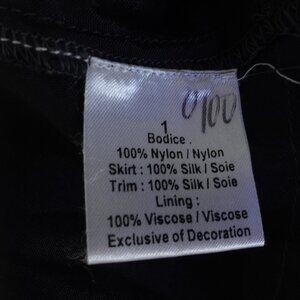 0700
1
Bodice .
100% Nylon / Nylon
Skirt : 100% Silk / Soie
Trim : 100% Silk / Soie
Lining :
100% Viscose / Viscose
Exclusive of Decoration